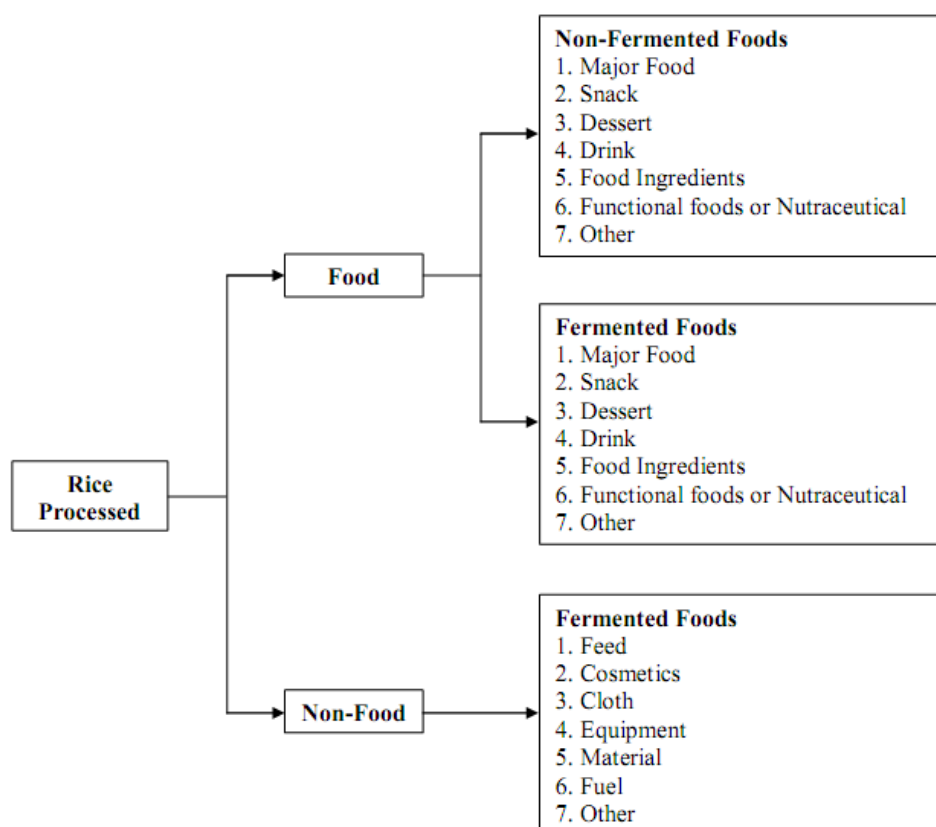 Non-Fermented Foods
1. Major Food
2. Snack
3. Dessert
4. Drink
5. Food Ingredients
6. Functional foods or Nutraceutical
7. Other
Food
Fermented Foods
1. Major Food
2. Snack
3. Dessert
4. Drink
5. Food Ingredients
6. Functional foods or Nutraceutical
7. Other
Rice
Processed
Fermented Foods
1. Feed
2. Cosmetics
3. Cloth
4. Equipment
5. Material
6. Fuel
7. Other
Non-Food